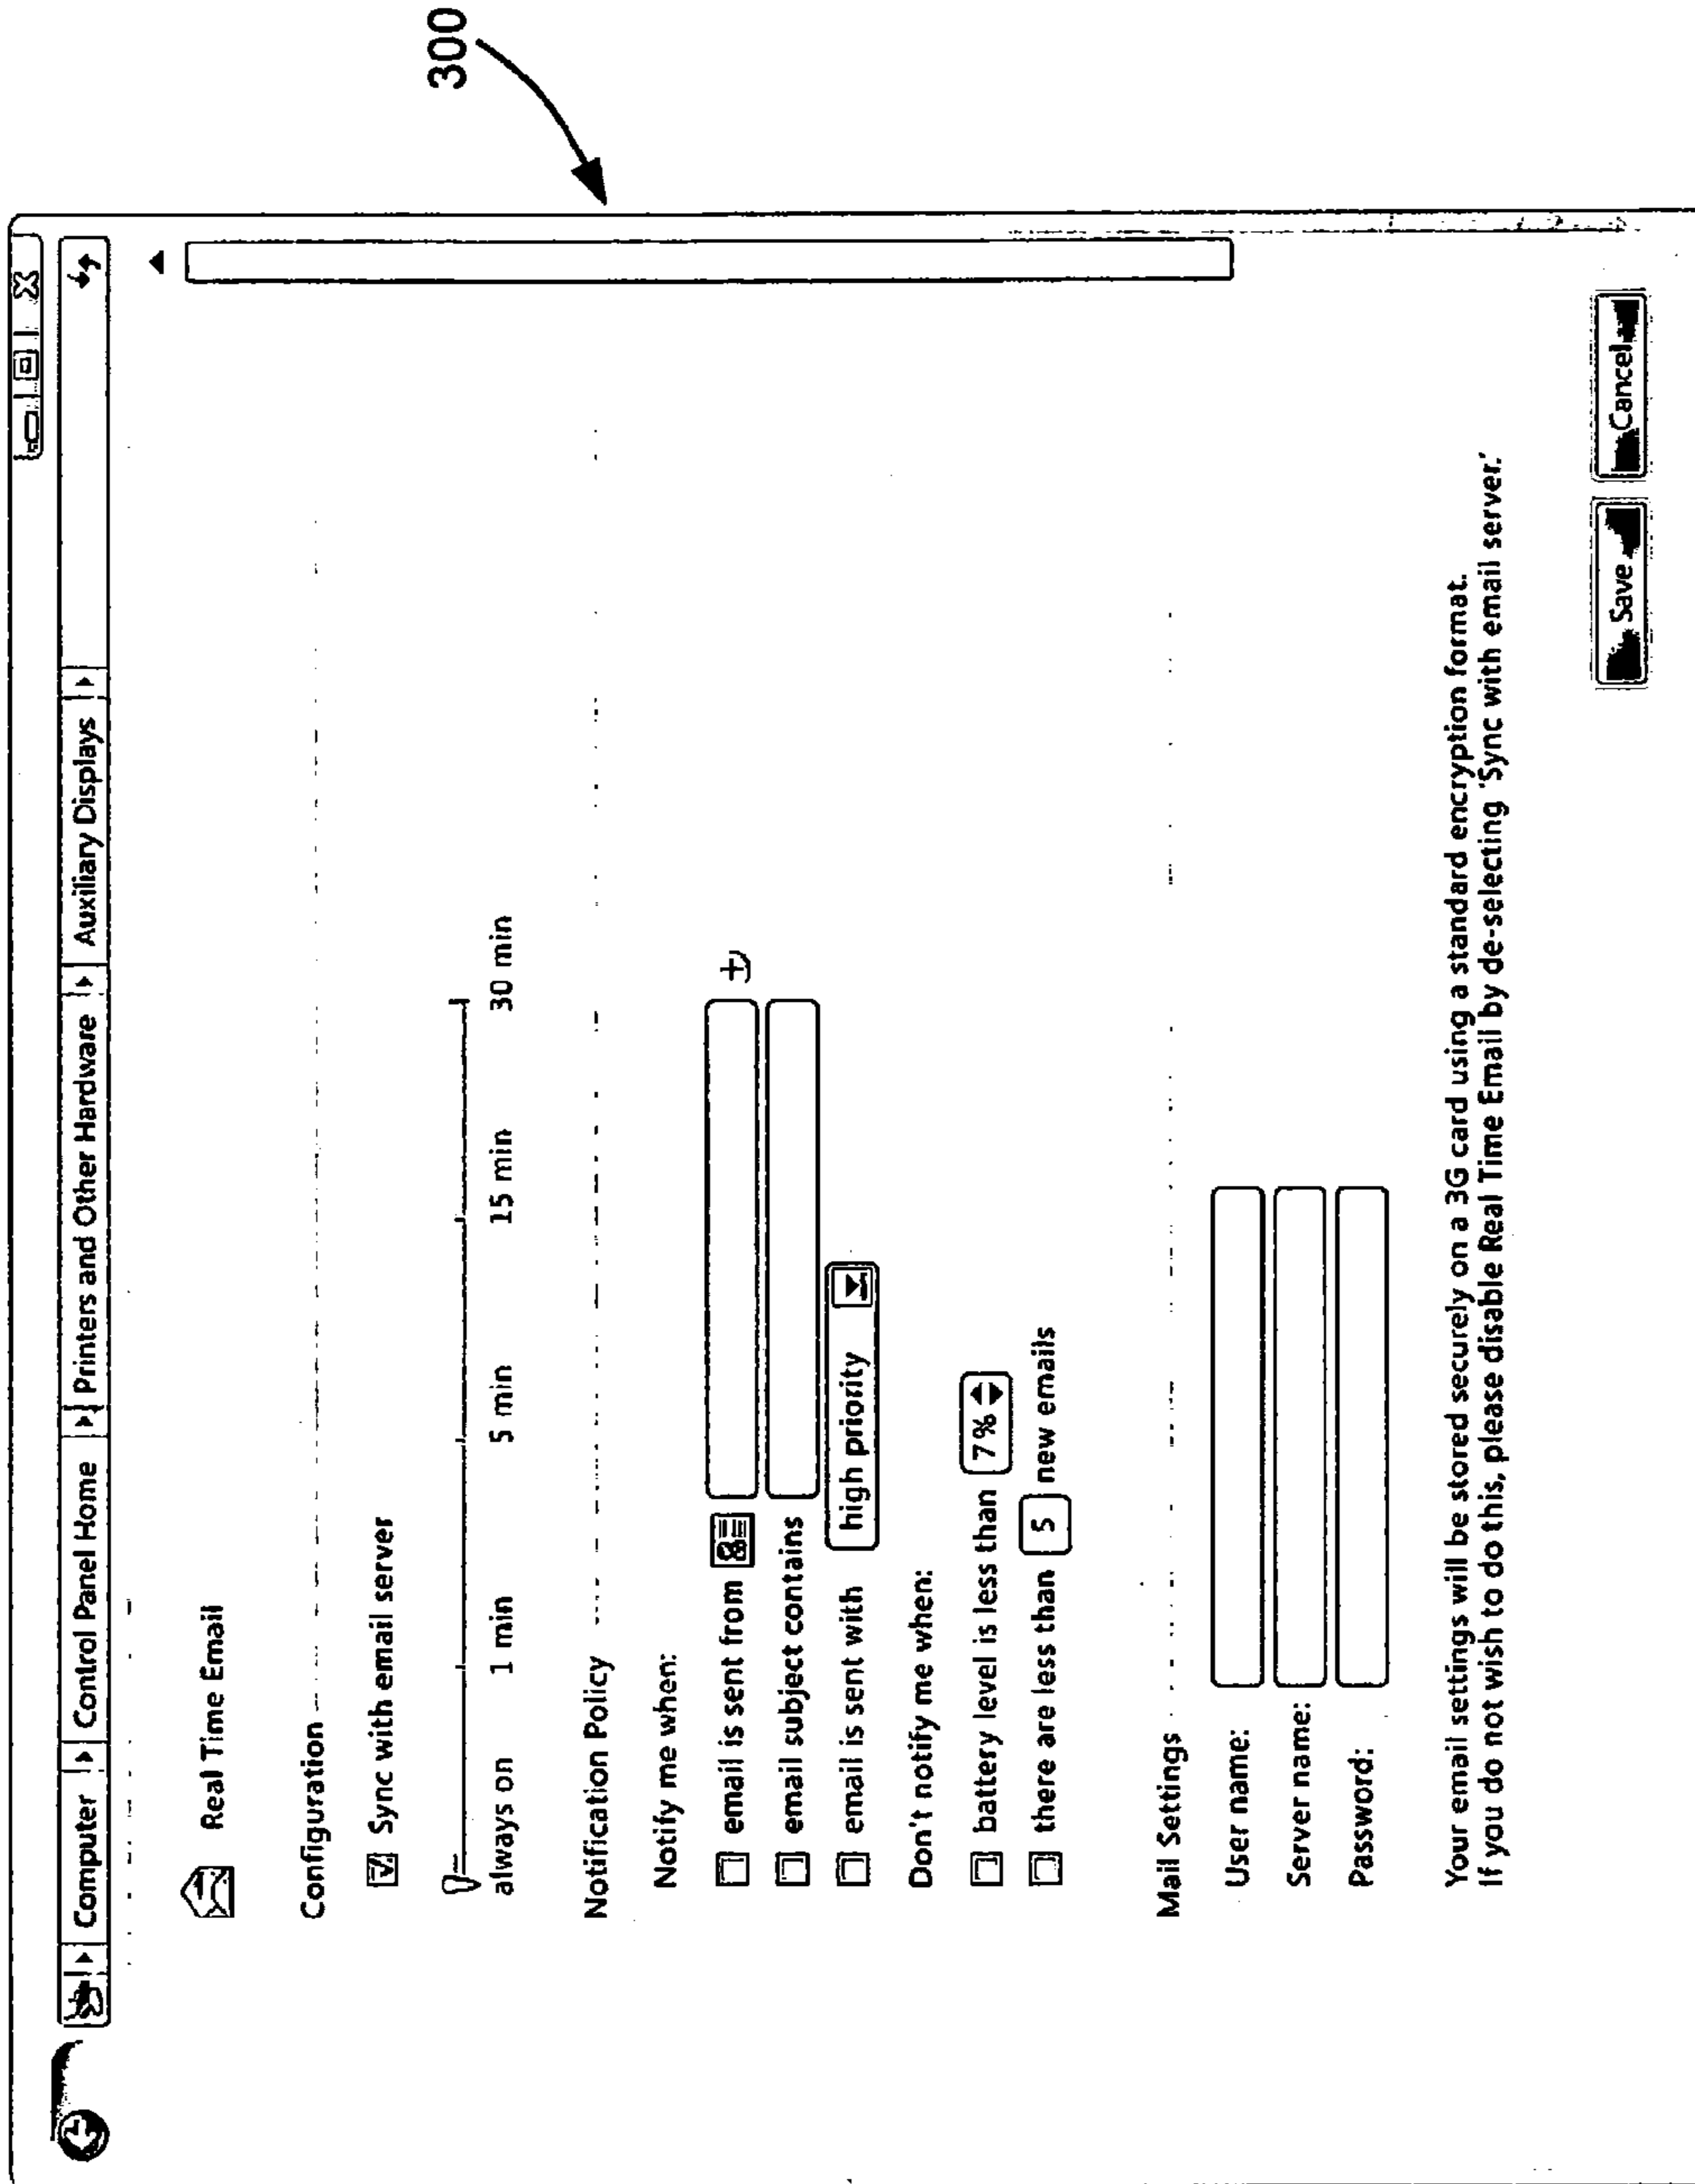 300
Computer Control Panel Home Printers and Other Hardware Auxiliary Displays
Real Time Email
Configuration
Sync with email server
always on 1 min 5 min 15 min 30 min
Notification Policy
Notify me when:
email is sent from
email subject contains
email is sent with high priority
Don't notify me when:
battery level is less than 7%
there are less than 5 new emails
Mail Settings
User name:
Server name:
Password:
Your email settings will be stored securely on a 3G card using a standard encryption format.
If you do not wish to do this, please disable Real Time Email by de-selecting 'Sync with email server.'
Save Cancel